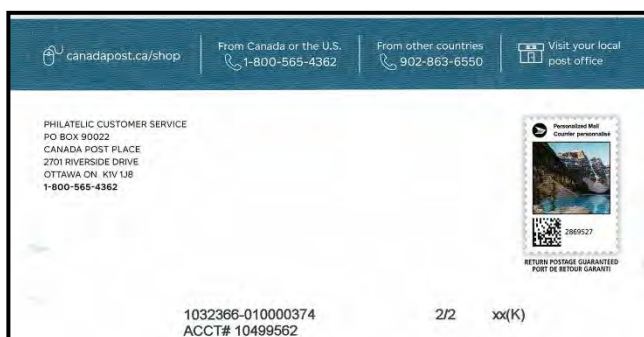 canadapost.ca/shop
From Canada or the U.S.
1-800-565-4362
From other countries
902-863-6550
Visit your local
post office
PHILATELIC CUSTOMER SERVICE
PO BOX 90022
CANADA POST PLACE
2701 RIVERSIDE DRIVE
OTTAWA ON K1V 1J8
1-800-565-4362
Personalized Mail
Courrier personnalisé
2869527
RETURN POSTAGE GUARANTEED
PORT DE RETOUR GARANTI
1032366-010000374 2/2 xx(K)
ACCT# 10499562